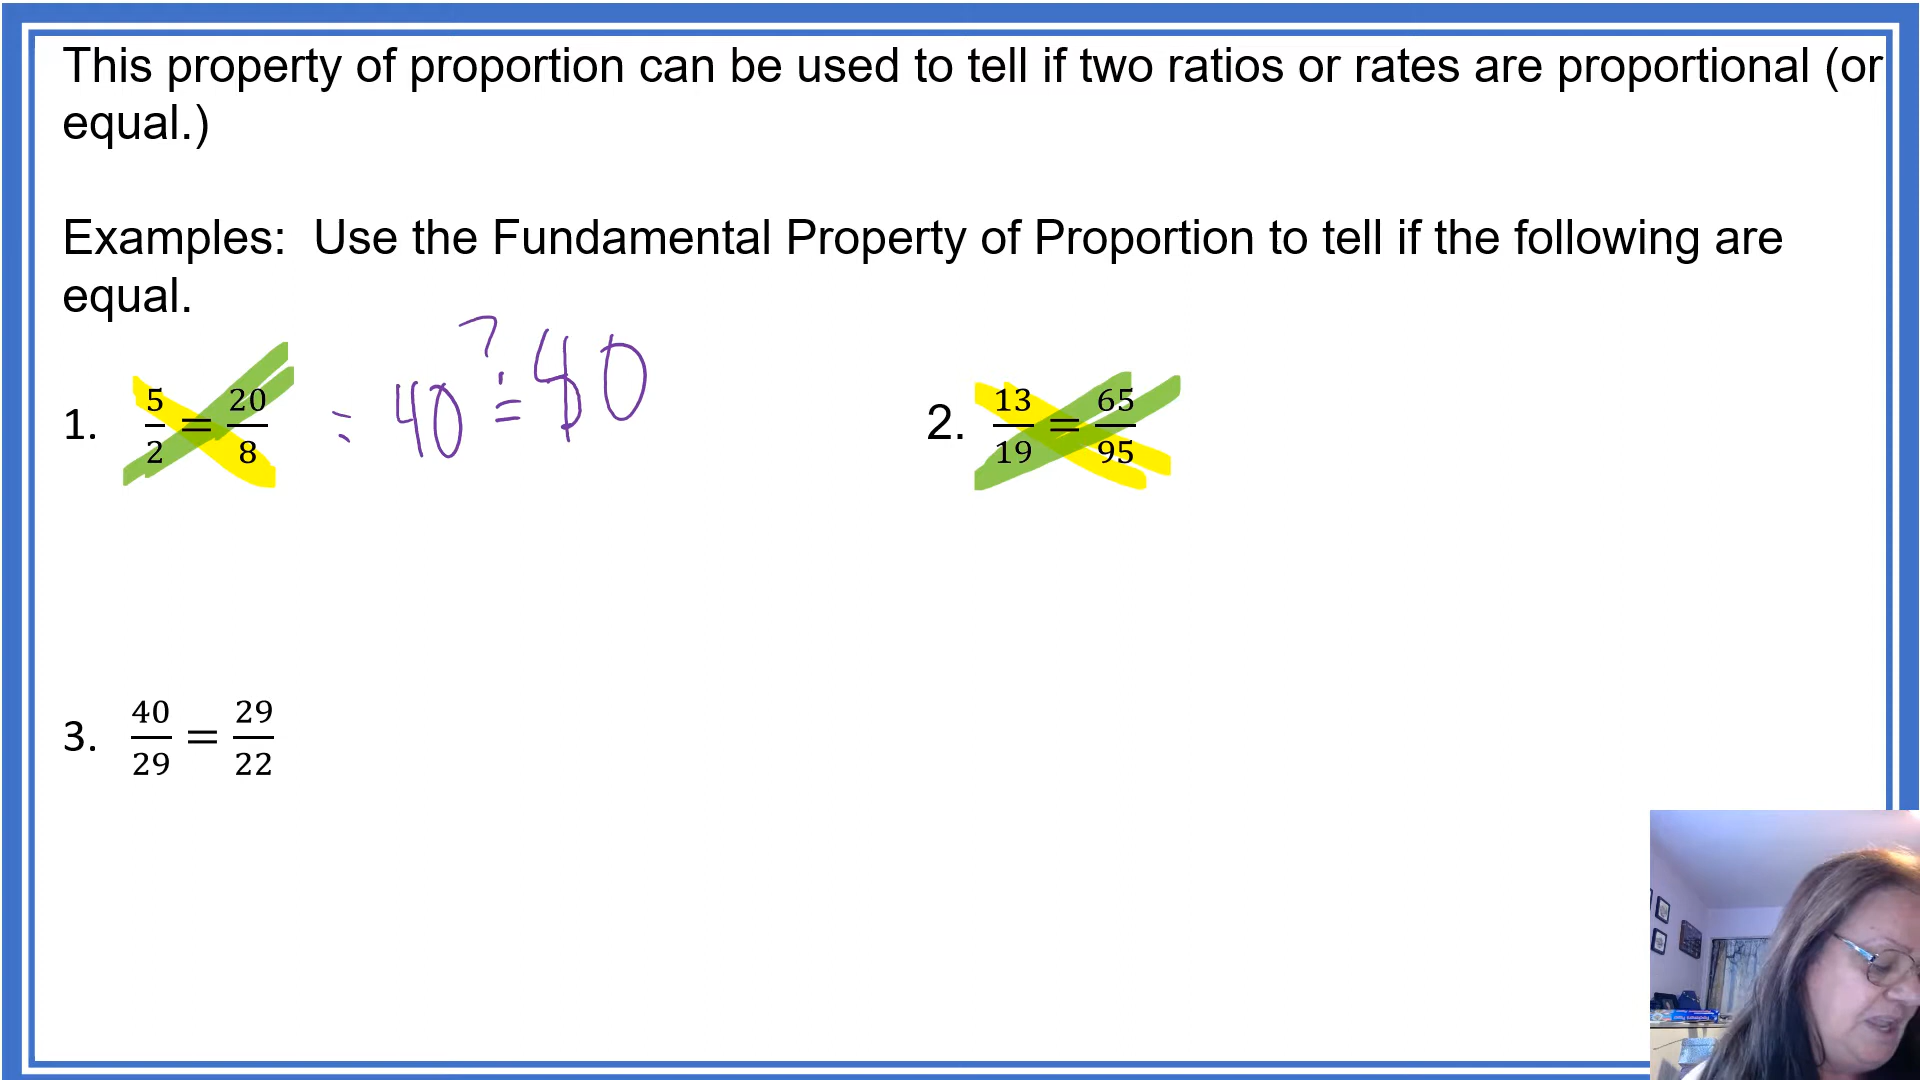 This property of proportion can be used to tell if two ratios or rates are proportional (or
equal.)
Examples: Use the Fundamental Property of Proportion to tell if the following are
equal.
1. 5/2 = 20/8 = 40 ?= 40
2. 13/19 = 65/95
3. 40/29 = 29/22